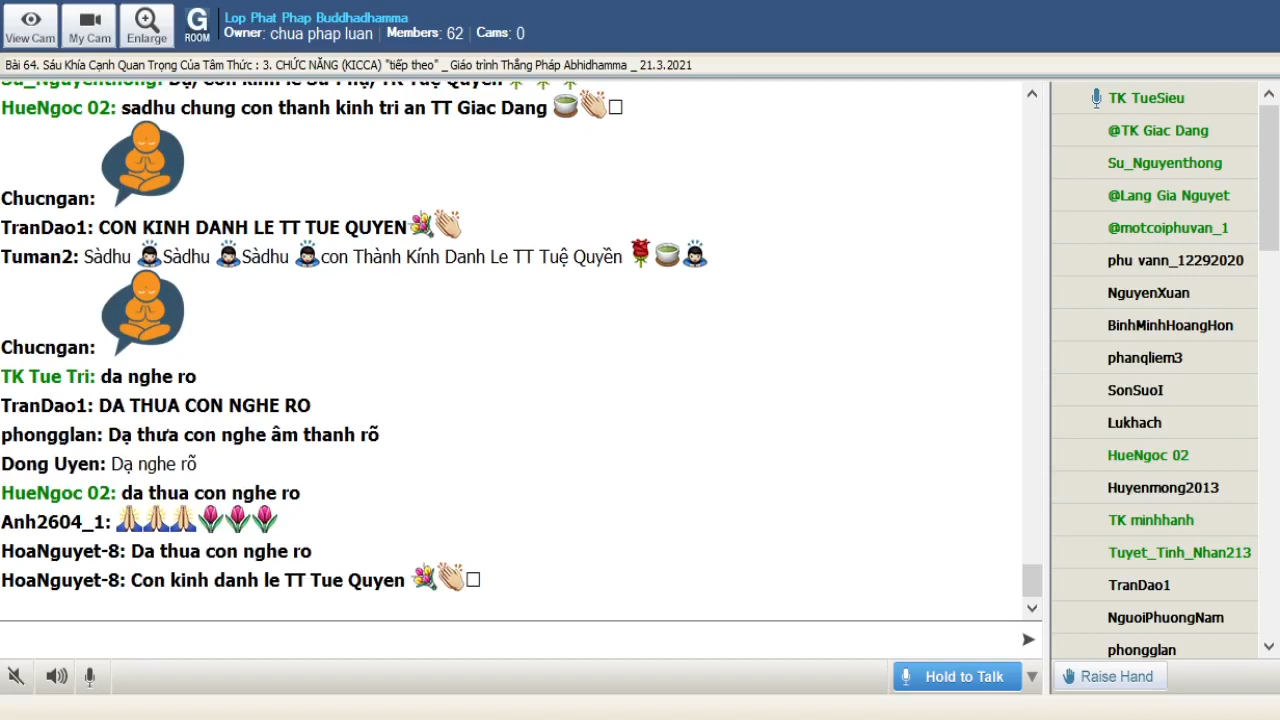 View Cam
My Cam
Enlarge
G
ROOM
Lop Phat Phap Buddhadhamma
Owner: chua phap luan | Members: 62 | Cams: 0
Bài 64. Sáu Khía Cạnh Quan Trọng Của Tâm Thức : 3. CHỨC NĂNG (KICCA) "tiếp theo" _ Giáo trình Thắng Pháp Abhidhamma _ 21.3.2021
Su_Nguyenthong: Dạ, Con kính lễ Sư Phụ, TK Tuệ Quyền
HueNgoc 02: sadhu chung con thanh kinh tri an TT Giac Dang
Chucngan:
TranDao1: CON KINH DANH LE TT TUE QUYEN
Tuman2: Sàdhu Sàdhu Sàdhu con Thành Kính Danh Le TT Tuệ Quyền
Chucngan:
TK Tue Tri: da nghe ro
TranDao1: DA THUA CON NGHE RO
phongglan: Dạ thưa con nghe âm thanh rõ
Dong Uyen: Dạ nghe rõ
HueNgoc 02: da thua con nghe ro
Anh2604_1:
HoaNguyet-8: Da thua con nghe ro
HoaNguyet-8: Con kinh danh le TT Tue Quyen
Hold to Talk
TK TueSieu
@TK Giac Dang
Su_Nguyenthong
@Lang Gia Nguyet
@motcoiphuvan_1
phu vann_12292020
NguyenXuan
BinhMinhHoangHon
phanqliem3
SonSuoI
Lukhach
HueNgoc 02
Huyenmong2013
TK minhhanh
Tuyet_Tinh_Nhan213
TranDao1
NguoiPhuongNam
phongglan
Raise Hand